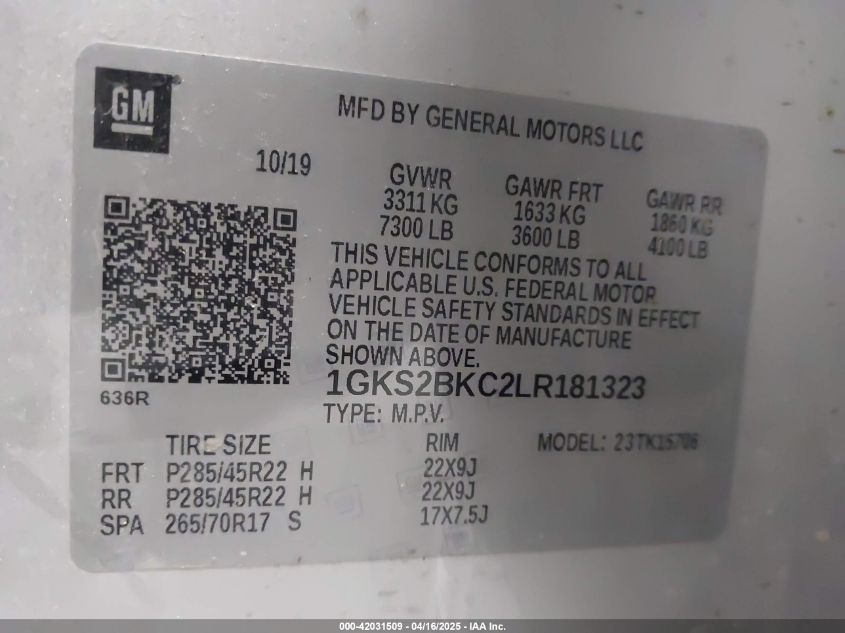 GM
MFD BY GENERAL MOTORS LLC
10/19
GVWR
3311 KG
7300 LB
GAWR FRT
1633 KG
3600 LB
GAWR RR
1860 KG
4100 LB
THIS VEHICLE CONFORMS TO ALL
APPLICABLE U.S. FEDERAL MOTOR
VEHICLE SAFETY STANDARDS IN EFFECT
ON THE DATE OF MANUFACTURE
SHOWN ABOVE.
636R
1GKS2BKC2LR181323
TYPE: M.P.V.
TIRE SIZE RIM MODEL: 23TK15706
FRT P285/45R22 H 22X9J
RR P285/45R22 H 22X9J
SPA 265/70R17 S 17X7.5J
000-42031509 - 04/16/2025 - IAA Inc.